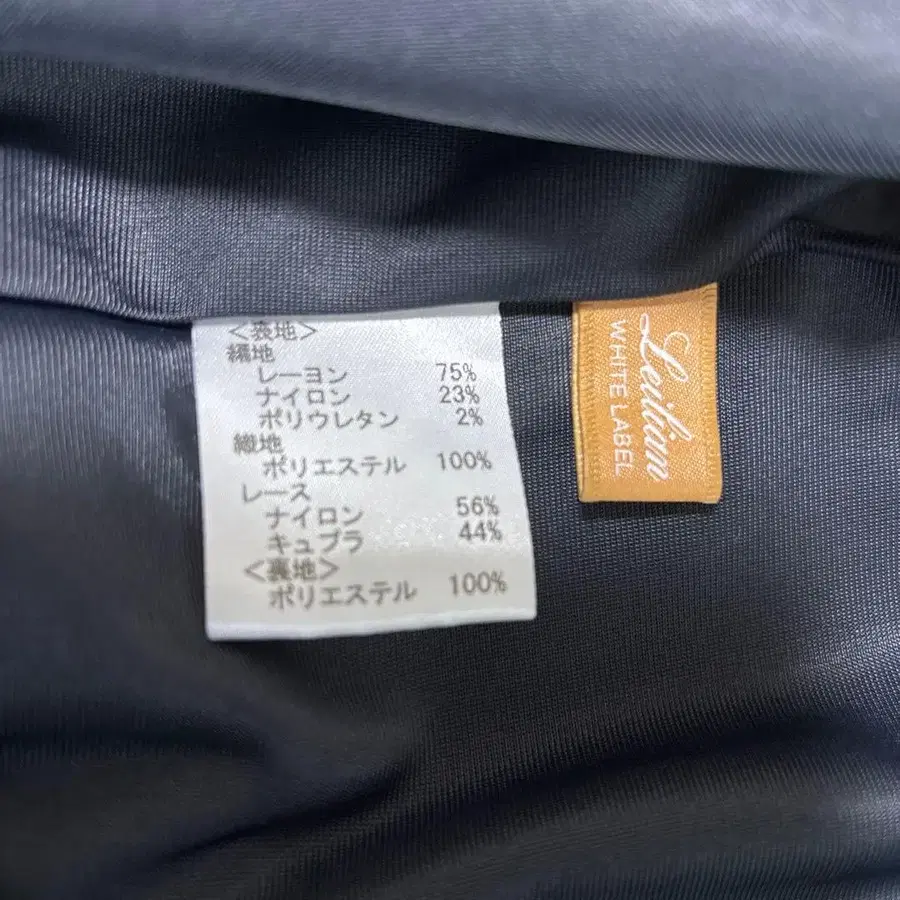 <表地>
編地
レーヨン 75%
ナイロン 23%
ポリウレタン 2%
織地
ポリエステル 100%
レース
ナイロン 56%
キュプラ 44%
<裏地>
ポリエステル 100%
Leilian
WHITE LABEL